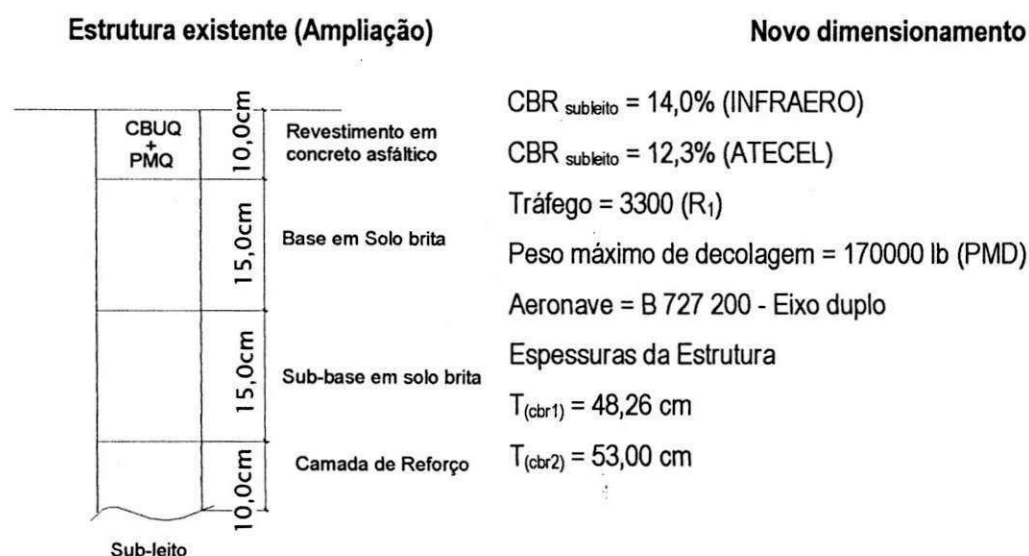 Estrutura existente (Ampliação)
Novo dimensionamento
CBUQ
+
PMQ
10,0cm
Revestimento em
concreto asfáltico
15,0cm
Base em Solo brita
15,0cm
Sub-base em solo brita
10,0cm
Camada de Reforço
Sub-leito
CBR subleito = 14,0% (INFRAERO)
CBR subleito = 12,3% (ATECEL)
Tráfego = 3300 (R₁)
Peso máximo de decolagem = 170000 lb (PMD)
Aeronave = B 727 200 - Eixo duplo
Espessuras da Estrutura
T(cbr1) = 48,26 cm
T(cbr2) = 53,00 cm